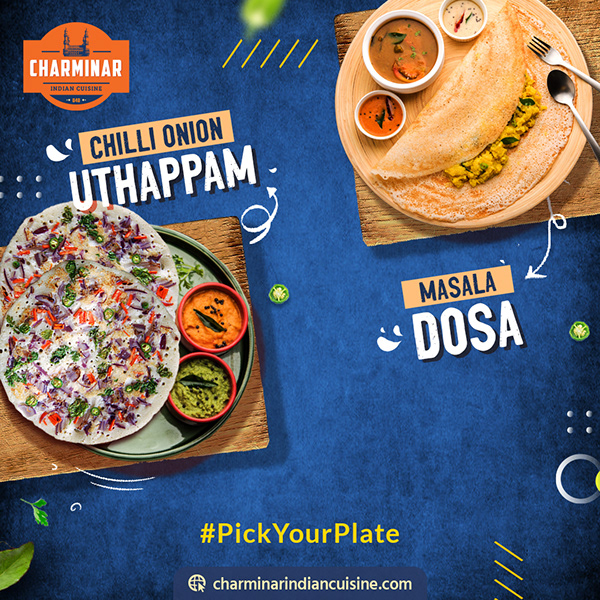 CHARMINAR
INDIAN CUISINE
CHILLI ONION
UTHAPPAM
MASALA
DOSA
#PickYourPlate
charminarindiancuisine.com